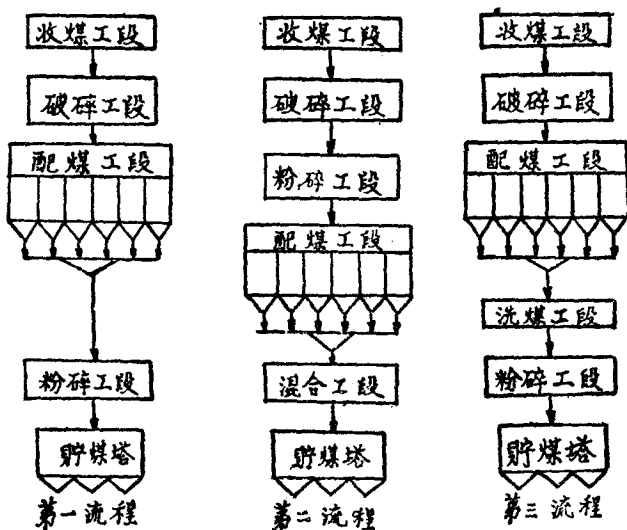 收煤工段
破碎工段
配煤工段
粉碎工段
貯煤塔
第一流程
收煤工段
破碎工段
粉碎工段
配煤工段
混合工段
貯煤塔
第二流程
收煤工段
破碎工段
配煤工段
洗煤工段
粉碎工段
貯煤塔
第三流程